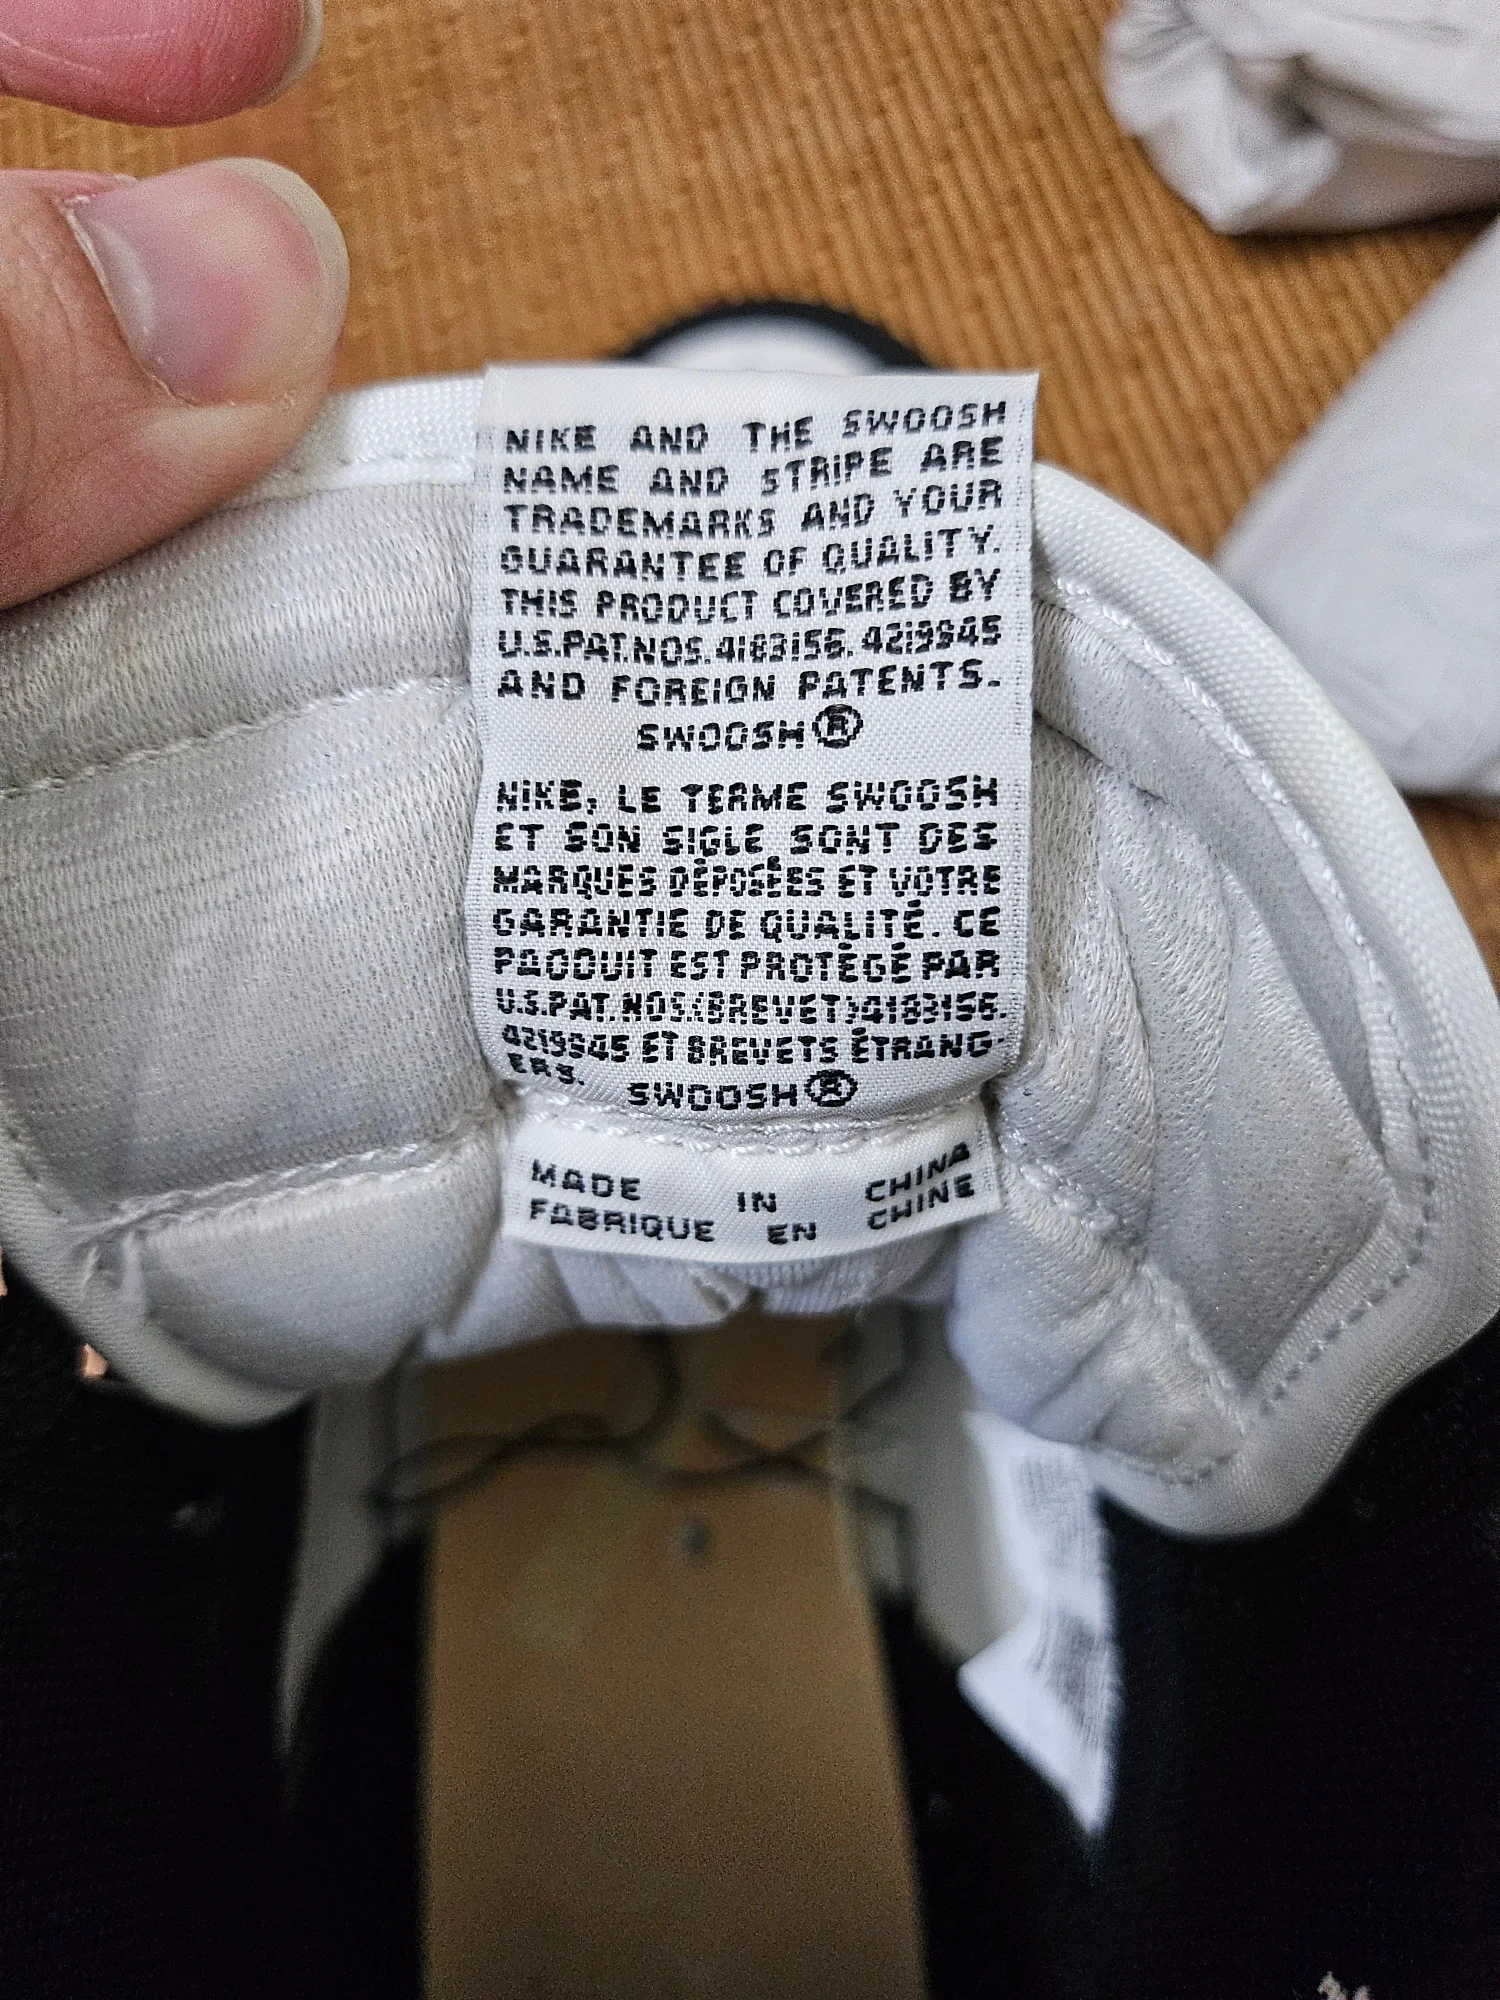 NIKE AND THE SWOOSH
NAME AND STRIPE ARE
TRADEMARKS AND YOUR
GUARANTEE OF QUALITY.
THIS PRODUCT COVERED BY
U.S.PAT.NOS.4183156. 4219945
AND FOREIGN PATENTS.
SWOOSH®
NIKE, LE TERME SWOOSH
ET SON SIGLE SONT DES
MARQUES DÉPOSÉES ET VOTRE
GARANTIE DE QUALITÉ. CE
PRODUIT EST PROTÉGÉ PAR
U.S.PAT.NOS.(BREVET)4183156.
4219945 ET BREVETS ÉTRANG-
ERS. SWOOSH®
MADE IN CHINA
FABRIQUE EN CHINE